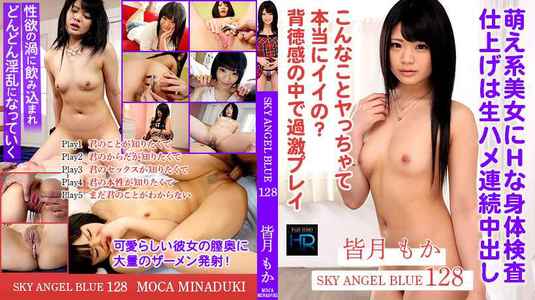 性欲の渦に飲み込まれ
どんどん淫乱になっていく
Play1 君のことが知りたくて
Play2 君のからだが知りたくて
Play3 君のセックスが知りたくて
Play4 君の本性が知りたくて
Play5 まだ君のことがわからない
可愛らしい彼女の膣奥に
大量のザーメン発射!
SKY ANGEL BLUE 128 MOCA MINADUKI
SKY ANGEL BLUE
128
皆月もか
MOCA
MINADUKI
萌え系美女にHな身体検査
仕上げは生ハメ連続中出し
こんなことヤっちゃて
本当にイイの?
背徳感の中で過激プレイ
HD
皆月もか
SKY ANGEL BLUE 128